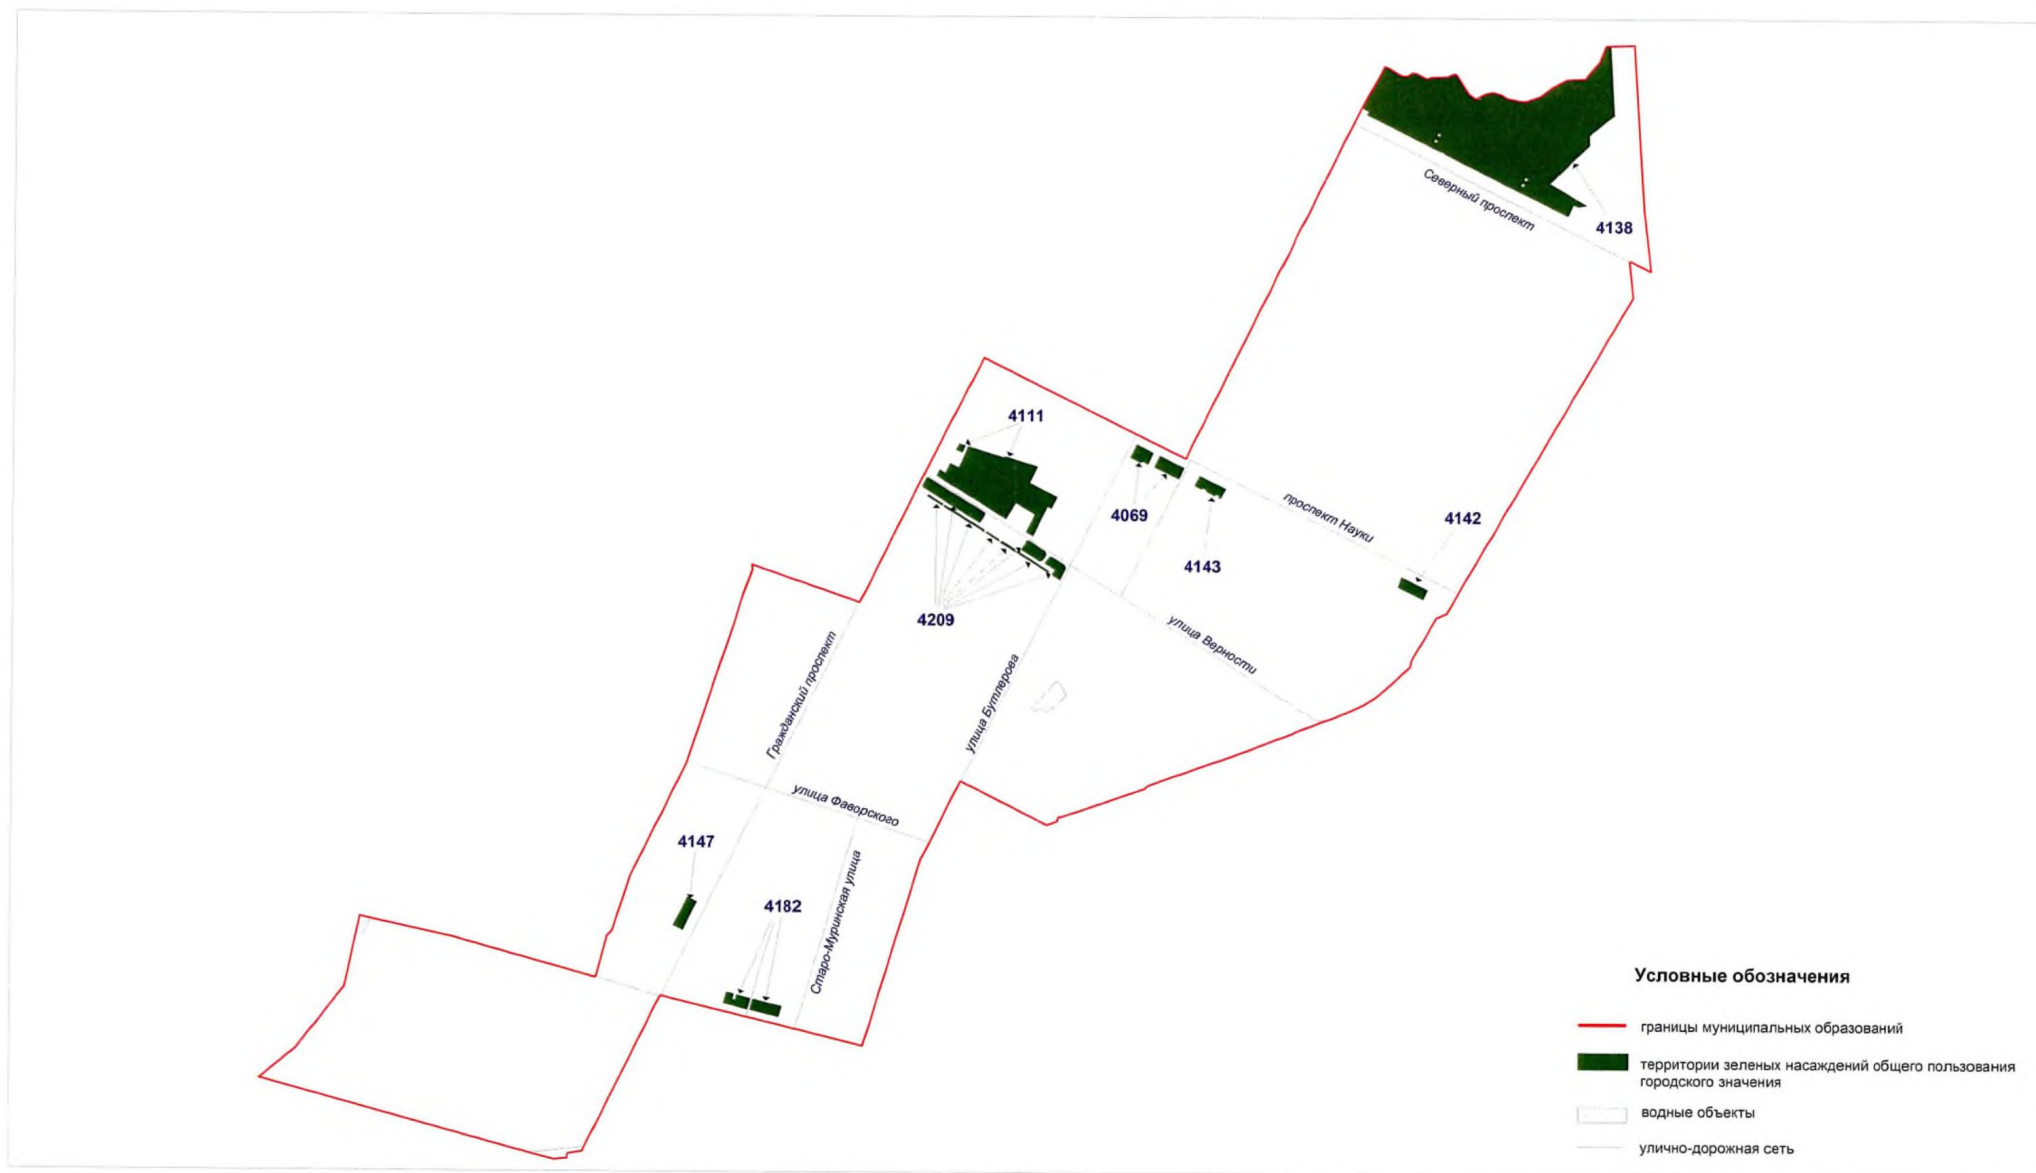 Северный проспект
4138
4111
4069
4143
проспект Науки
4142
4209
улица Верности
Гражданский проспект
улица Бутлерова
улица Фаворского
4147
4182
Старо-Муринская улица
Условные обозначения
границы муниципальных образований
территории зеленых насаждений общего пользования
городского значения
водные объекты
улично-дорожная сеть